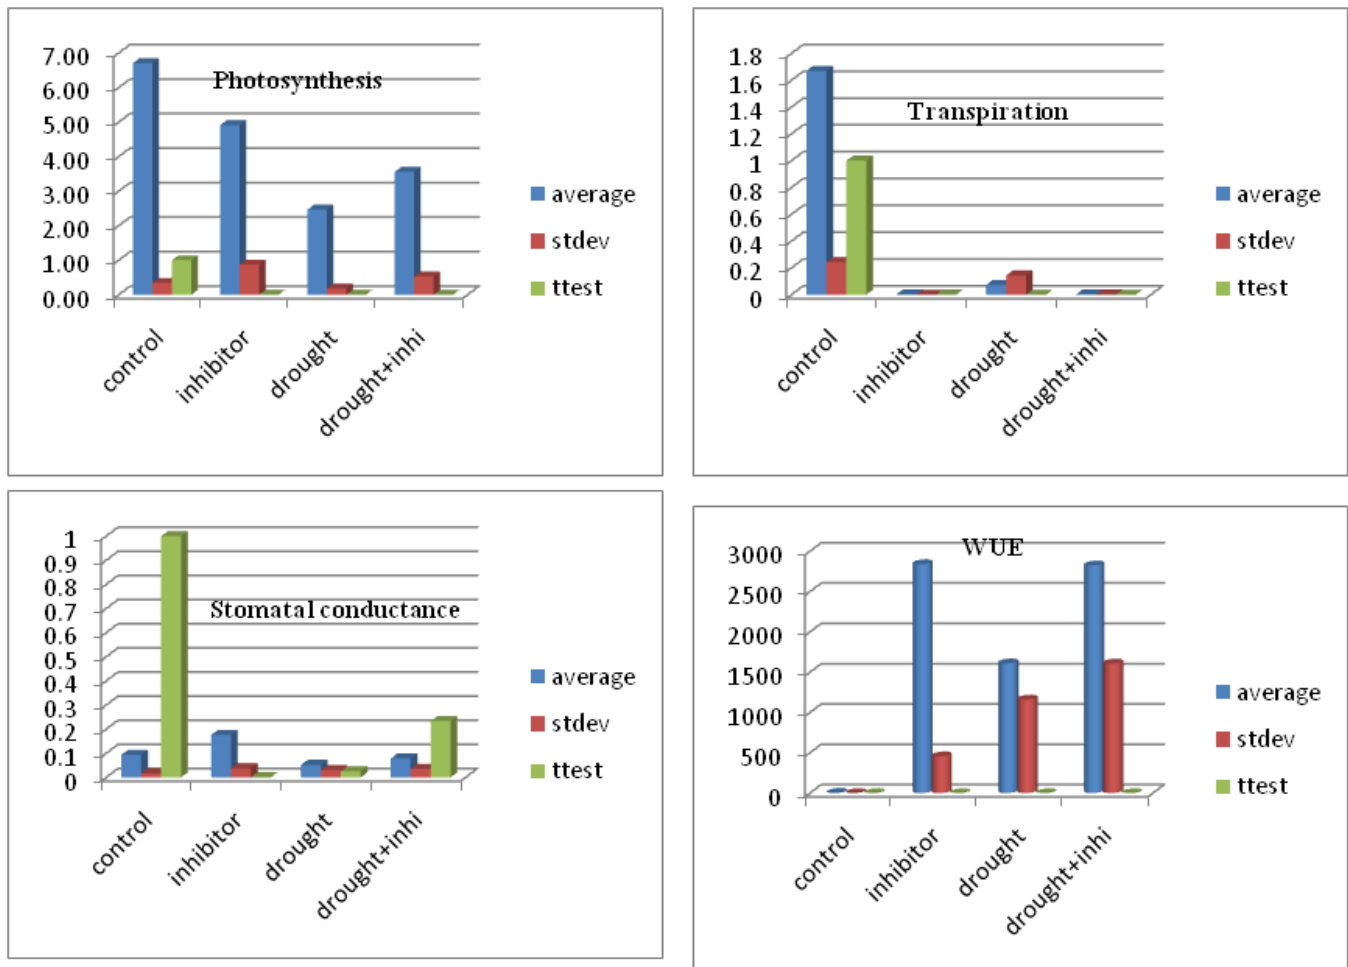 Photosynthesis
7.00
6.00
5.00
4.00
3.00
2.00
1.00
0.00
control
inhibitor
drought
drought+inhi
average
stdev
ttest
Transpiration
1.8
1.6
1.4
1.2
1
0.8
0.6
0.4
0.2
0
control
inhibitor
drought
drought+inhi
average
stdev
ttest
Stomatal conductance
1
0.9
0.8
0.7
0.6
0.5
0.4
0.3
0.2
0.1
0
control
inhibitor
drought
drought+inhi
average
stdev
ttest
WUE
3000
2500
2000
1500
1000
500
0
control
inhibitor
drought
drought+inhi
average
stdev
ttest